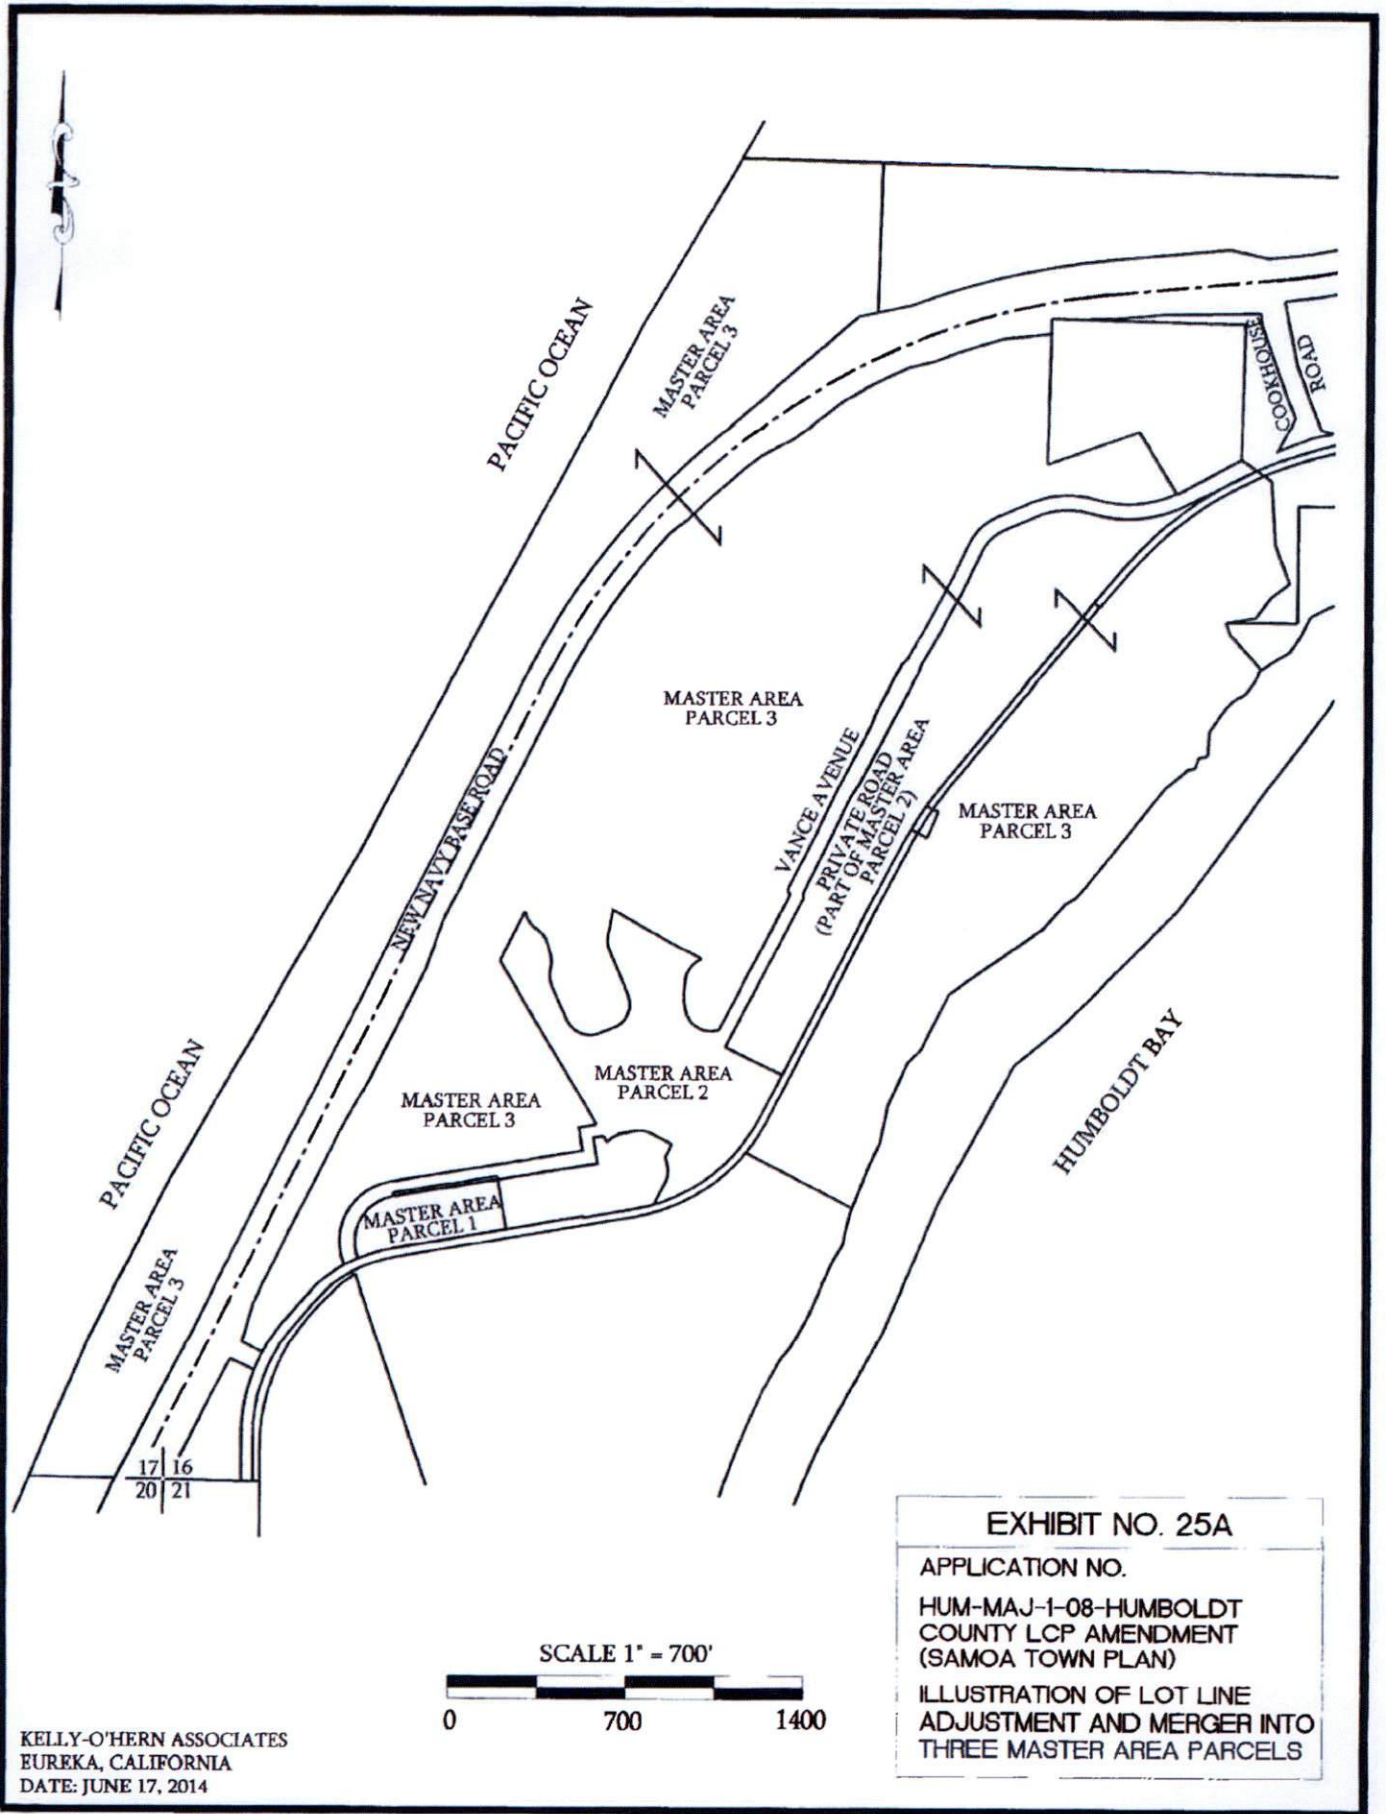 PACIFIC OCEAN
MASTER AREA
PARCEL 3
COOKHOUSE
ROAD
MASTER AREA
PARCEL 3
NEW NAVY BASE ROAD
VANCE AVENUE
PRIVATE ROAD
(PART OF MASTER AREA
PARCEL 2)
MASTER AREA
PARCEL 3
PACIFIC OCEAN
MASTER AREA
PARCEL 3
MASTER AREA
PARCEL 2
HUMBOLDT BAY
MASTER AREA
PARCEL 1
MASTER AREA
PARCEL 3
17 16
20 21
EXHIBIT NO. 25A
APPLICATION NO.
HUM-MAJ-1-08-HUMBOLDT
COUNTY LCP AMENDMENT
(SAMOA TOWN PLAN)
ILLUSTRATION OF LOT LINE
ADJUSTMENT AND MERGER INTO
THREE MASTER AREA PARCELS
SCALE 1" = 700'
0 700 1400
KELLY-O'HERN ASSOCIATES
EUREKA, CALIFORNIA
DATE: JUNE 17, 2014